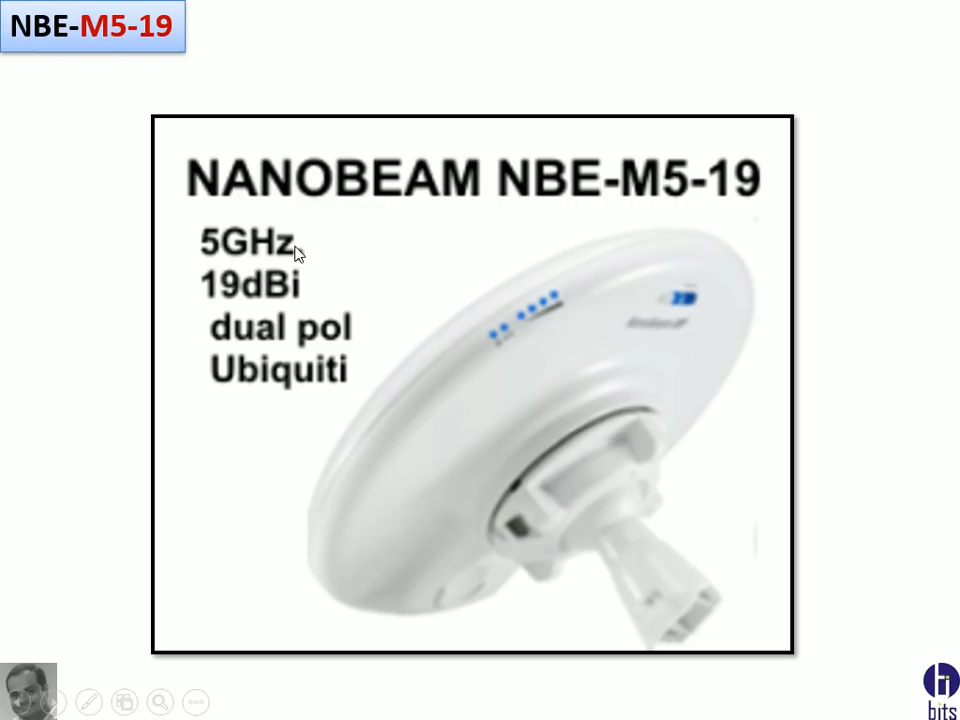 NBE-M5-19
NANOBEAM NBE-M5-19
5GHz
19dBi
dual pol
Ubiquiti
bits